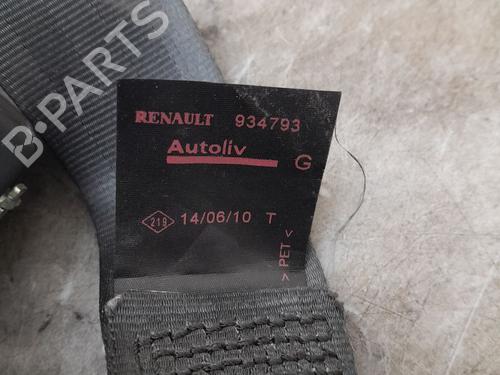 B-PARTS
RENAULT 934793
Autoliv
G
219 14/06/10 T
> PET <